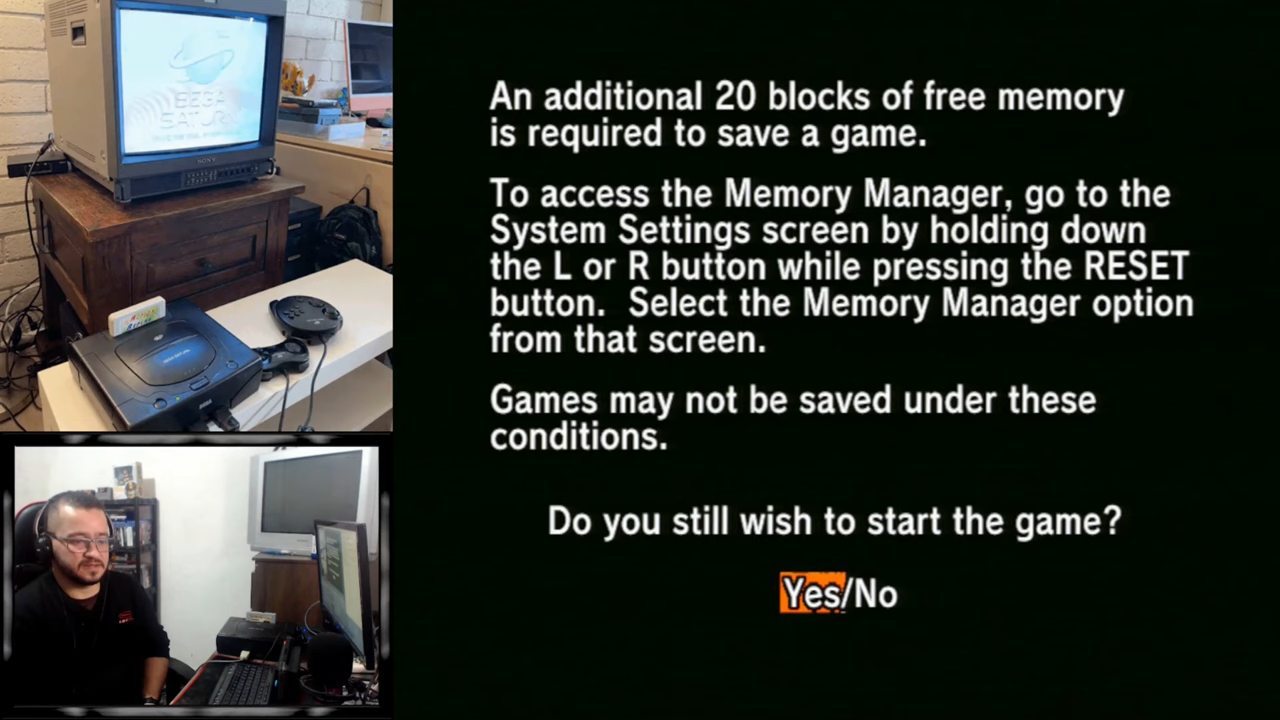 SEGA
SATURN
SONY
SEGA
An additional 20 blocks of free memory
is required to save a game.
To access the Memory Manager, go to the
System Settings screen by holding down
the L or R button while pressing the RESET
button. Select the Memory Manager option
from that screen.
Games may not be saved under these
conditions.
Do you still wish to start the game?
Yes/No